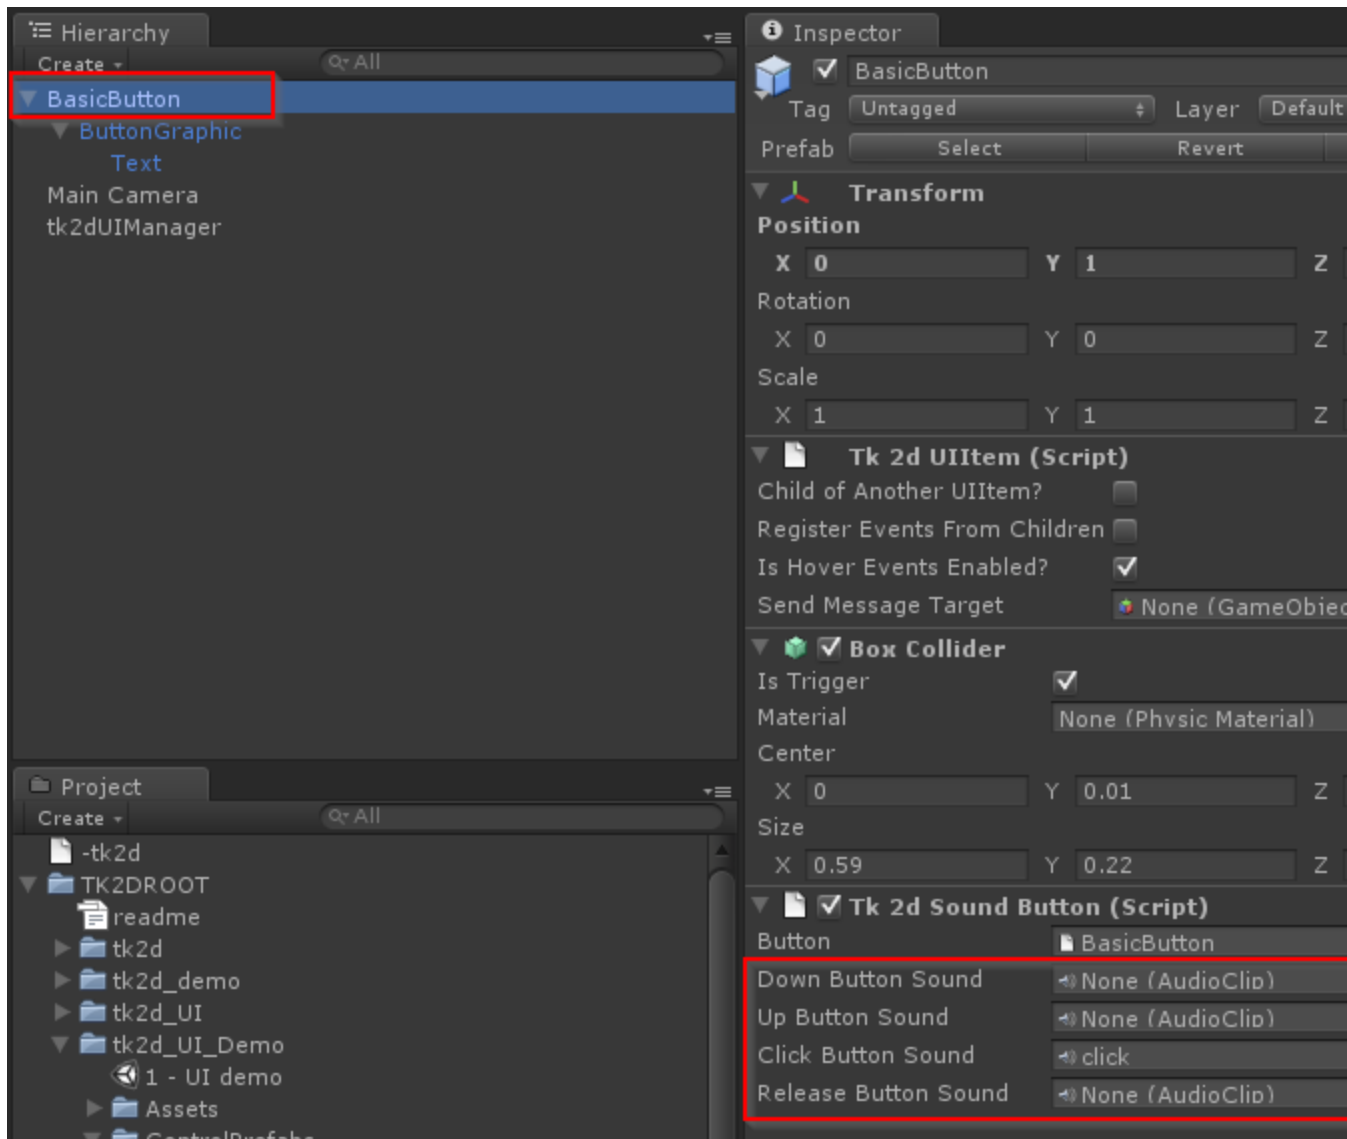 Hierarchy
Create
All
BasicButton
ButtonGraphic
Text
Main Camera
tk2dUIManager
Project
Create
All
-tk2d
TK2DROOT
readme
tk2d
tk2d_demo
tk2d_UI
tk2d_UI_Demo
1 - UI demo
Assets
ControlPrefabs
Inspector
BasicButton
Tag Untagged Layer Default
Prefab Select Revert
Transform
Position
X 0 Y 1 Z
Rotation
X 0 Y 0 Z
Scale
X 1 Y 1 Z
Tk 2d UIItem (Script)
Child of Another UIItem?
Register Events From Children
Is Hover Events Enabled?
Send Message Target None (GameObjec
Box Collider
Is Trigger
Material None (Physic Material)
Center
X 0 Y 0.01 Z
Size
X 0.59 Y 0.22 Z
Tk 2d Sound Button (Script)
Button BasicButton
Down Button Sound None (AudioClip)
Up Button Sound None (AudioClip)
Click Button Sound click
Release Button Sound None (AudioClip)